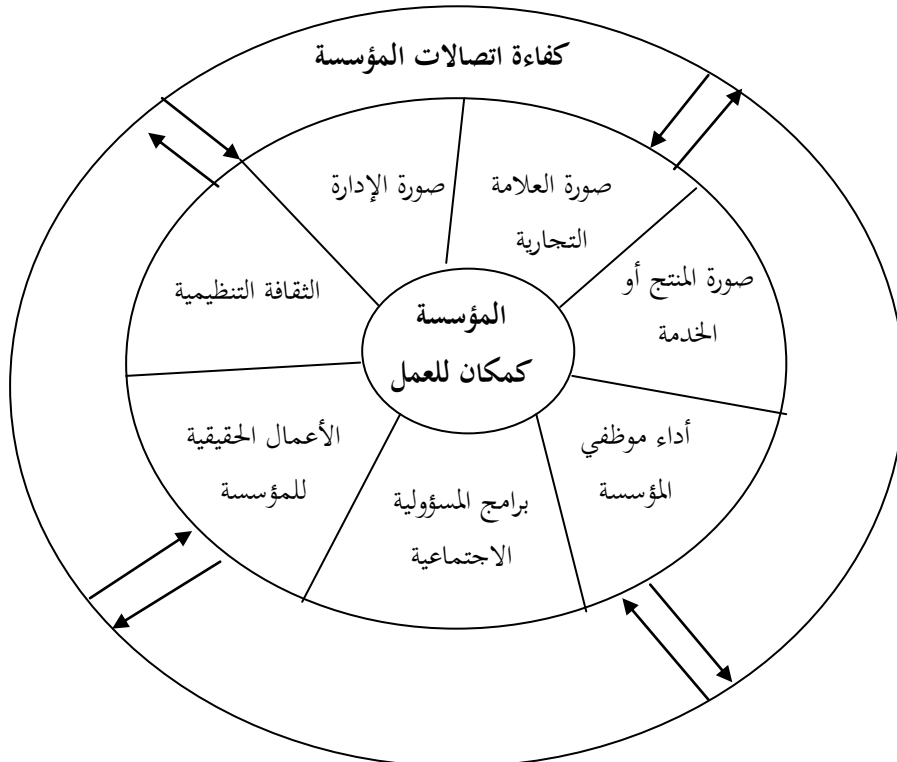 كفاءة اتصالات المؤسسة
صورة العلامة
التجارية
صورة الإدارة
صورة المنتج أو
الخدمة
الثقافة التنظيمية
المؤسسة
كمكان للعمل
أداء موظفي
المؤسسة
الأعمال الحقيقية
للمؤسسة
برامج المسؤولية
الاجتماعية